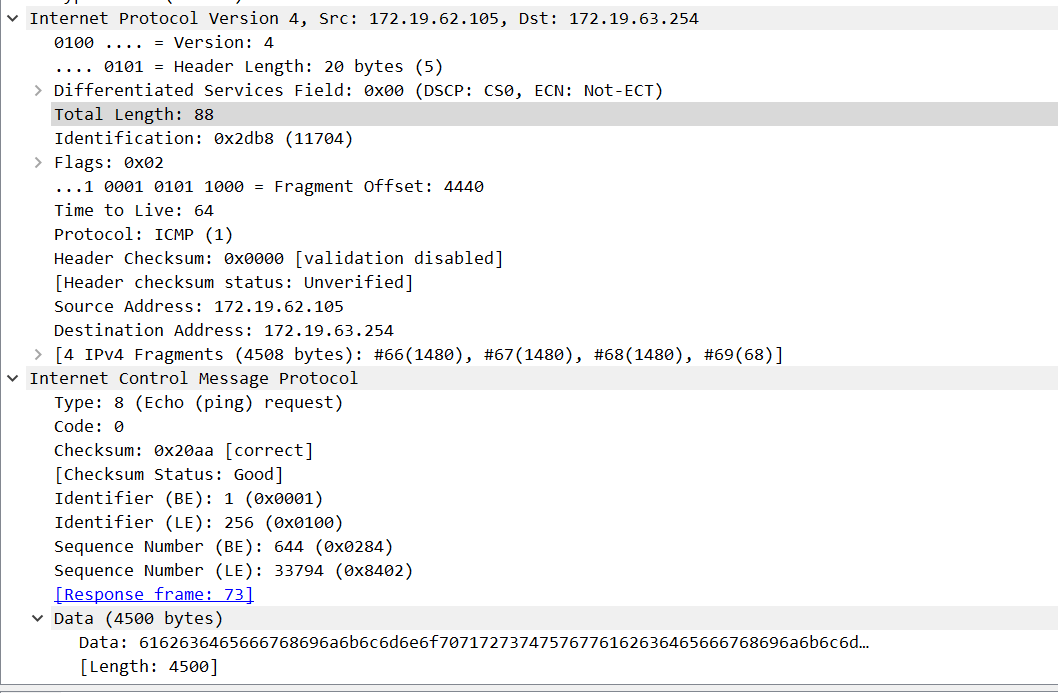 Internet Protocol Version 4, Src: 172.19.62.105, Dst: 172.19.63.254
0100 .... = Version: 4
.... 0101 = Header Length: 20 bytes (5)
Differentiated Services Field: 0x00 (DSCP: CS0, ECN: Not-ECT)
Total Length: 88
Identification: 0x2db8 (11704)
Flags: 0x02
...1 0001 0101 1000 = Fragment Offset: 4440
Time to Live: 64
Protocol: ICMP (1)
Header Checksum: 0x0000 [validation disabled]
[Header checksum status: Unverified]
Source Address: 172.19.62.105
Destination Address: 172.19.63.254
[4 IPv4 Fragments (4508 bytes): #66(1480), #67(1480), #68(1480), #69(68)]
Internet Control Message Protocol
Type: 8 (Echo (ping) request)
Code: 0
Checksum: 0x20aa [correct]
[Checksum Status: Good]
Identifier (BE): 1 (0x0001)
Identifier (LE): 256 (0x0100)
Sequence Number (BE): 644 (0x0284)
Sequence Number (LE): 33794 (0x8402)
[Response frame: 73]
Data (4500 bytes)
Data: 6162636465666768696a6b6c6d6e6f7071727374757677616263646566676869​6a6b6c6d…
[Length: 4500]